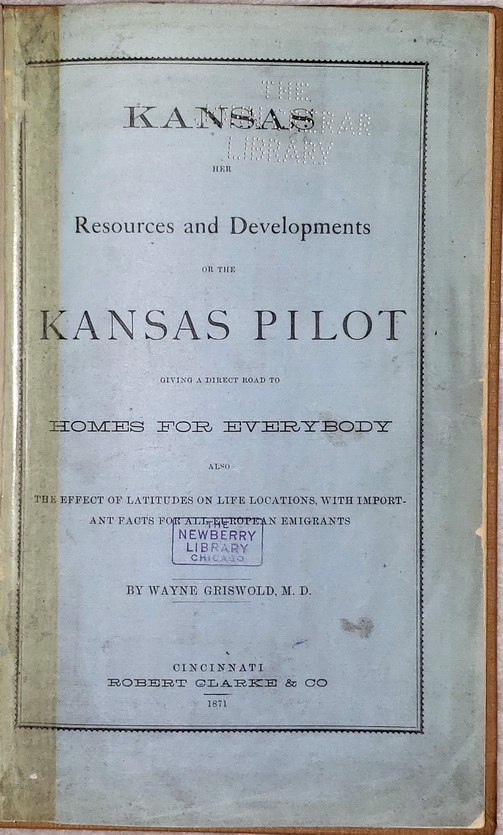 THE
KANSAS
LIBRARY
HER
Resources and Developments
OR THE
KANSAS PILOT
GIVING A DIRECT ROAD TO
HOMES FOR EVERYBODY
ALSO
THE EFFECT OF LATITUDES ON LIFE LOCATIONS, WITH IMPORT-
ANT FACTS FOR ALL EUROPEAN EMIGRANTS
THE
NEWBERRY
LIBRARY
CHICAGO
BY WAYNE GRISWOLD, M. D.
CINCINNATI
ROBERT CLARKE & CO
1871